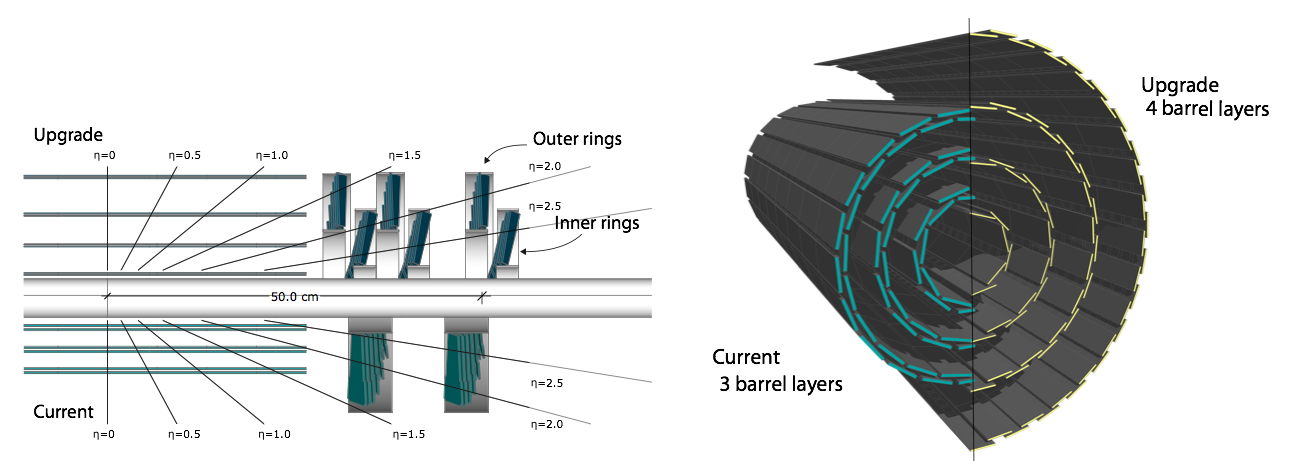 Upgrade
η=0
η=0.5
η=1.0
η=1.5
Outer rings
η=2.0
η=2.5
Inner rings
50.0 cm
η=2.5
η=2.0
Current
η=0
η=0.5
η=1.0
η=1.5
Upgrade
4 barrel layers
Current
3 barrel layers